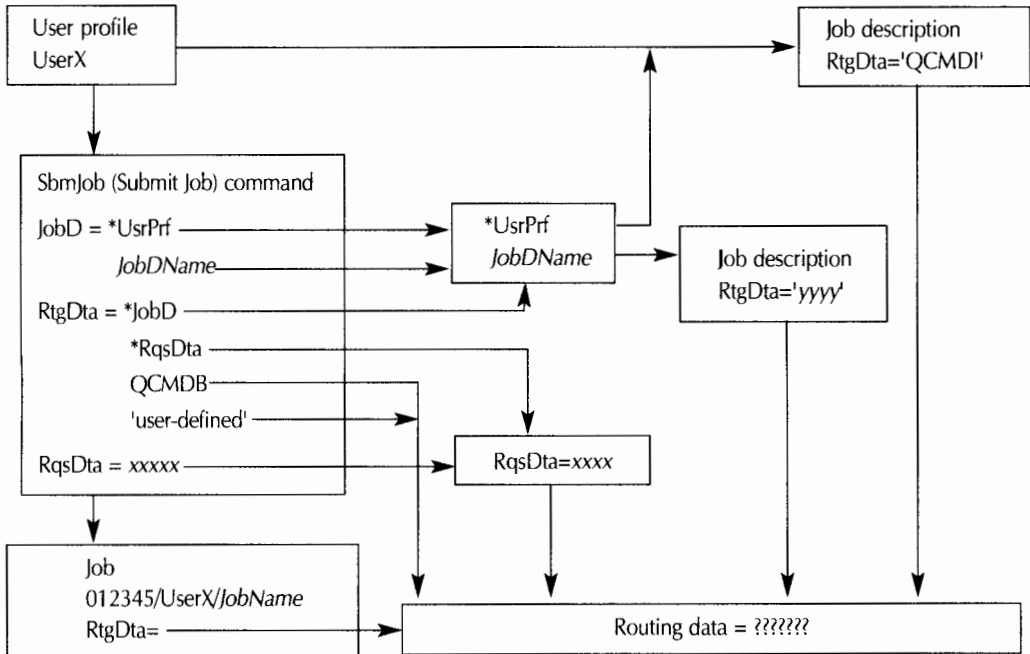 User profile
UserX
Job description
RtgDta='QCMDI'
SbmJob (Submit Job) command
JobD = *UsrPrf
JobDName
RtgDta = *JobD
*RqsDta
QCMDB
'user-defined'
RqsDta = xxxxx
*UsrPrf
JobDName
Job description
RtgDta='yyyy'
RqsDta=xxxx
Job
012345/UserX/JobName
RtgDta=
Routing data = ???????